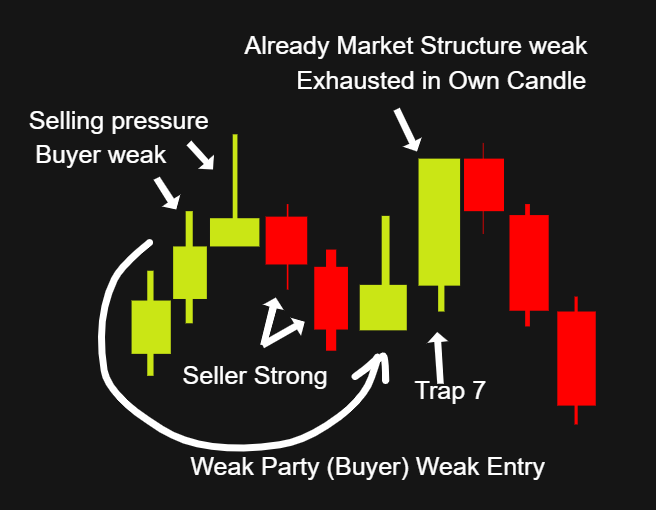 Already Market Structure weak
Exhausted in Own Candle
Selling pressure
Buyer weak
Seller Strong
Trap 7
Weak Party (Buyer) Weak Entry